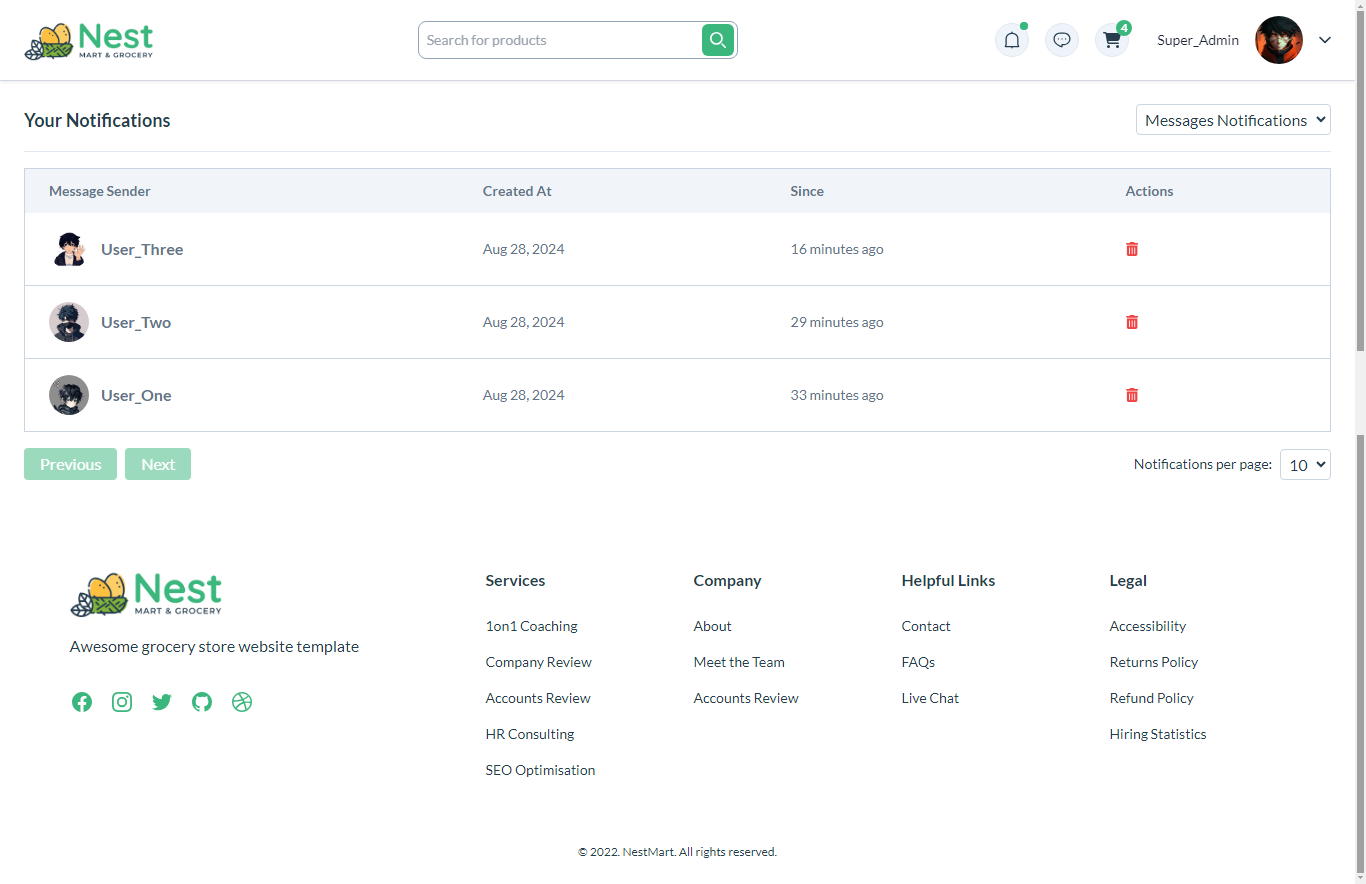 Nest
MART & GROCERY
Search for products
4
Super_Admin
Your Notifications
Messages Notifications
Message Sender Created At Since Actions
User_Three Aug 28, 2024 16 minutes ago
User_Two Aug 28, 2024 29 minutes ago
User_One Aug 28, 2024 33 minutes ago
Previous Next Notifications per page: 10
Nest
MART & GROCERY
Awesome grocery store website template
Services
1on1 Coaching
Company Review
Accounts Review
HR Consulting
SEO Optimisation
Company
About
Meet the Team
Accounts Review
Helpful Links
Contact
FAQs
Live Chat
Legal
Accessibility
Returns Policy
Refund Policy
Hiring Statistics
© 2022. NestMart. All rights reserved.